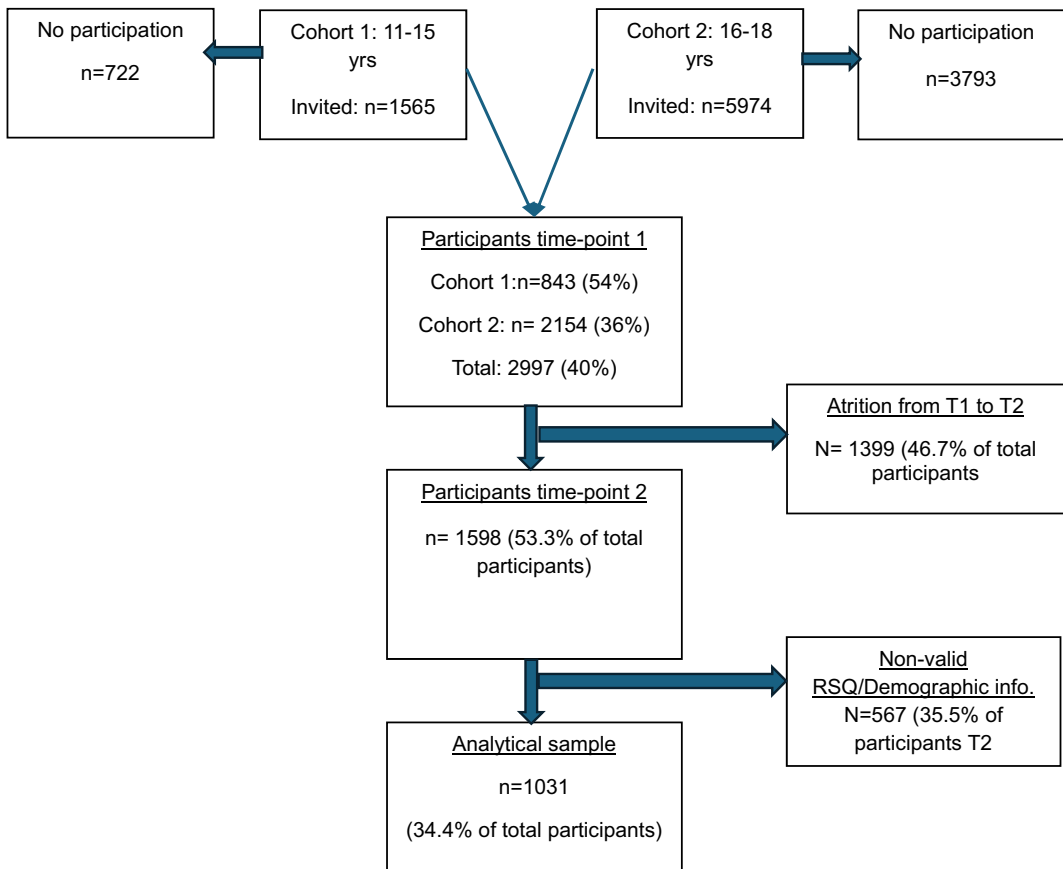 No participation
n=722
Cohort 1: 11-15
yrs
Invited: n=1565
Cohort 2: 16-18
yrs
Invited: n=5974
No participation
n=3793
Participants time-point 1
Cohort 1:n=843 (54%)
Cohort 2: n= 2154 (36%)
Total: 2997 (40%)
Atrition from T1 to T2
N= 1399 (46.7% of total
participants
Participants time-point 2
n= 1598 (53.3% of total
participants)
Non-valid
RSQ/Demographic info.
N=567 (35.5% of
participants T2
Analytical sample
n=1031
(34.4% of total participants)